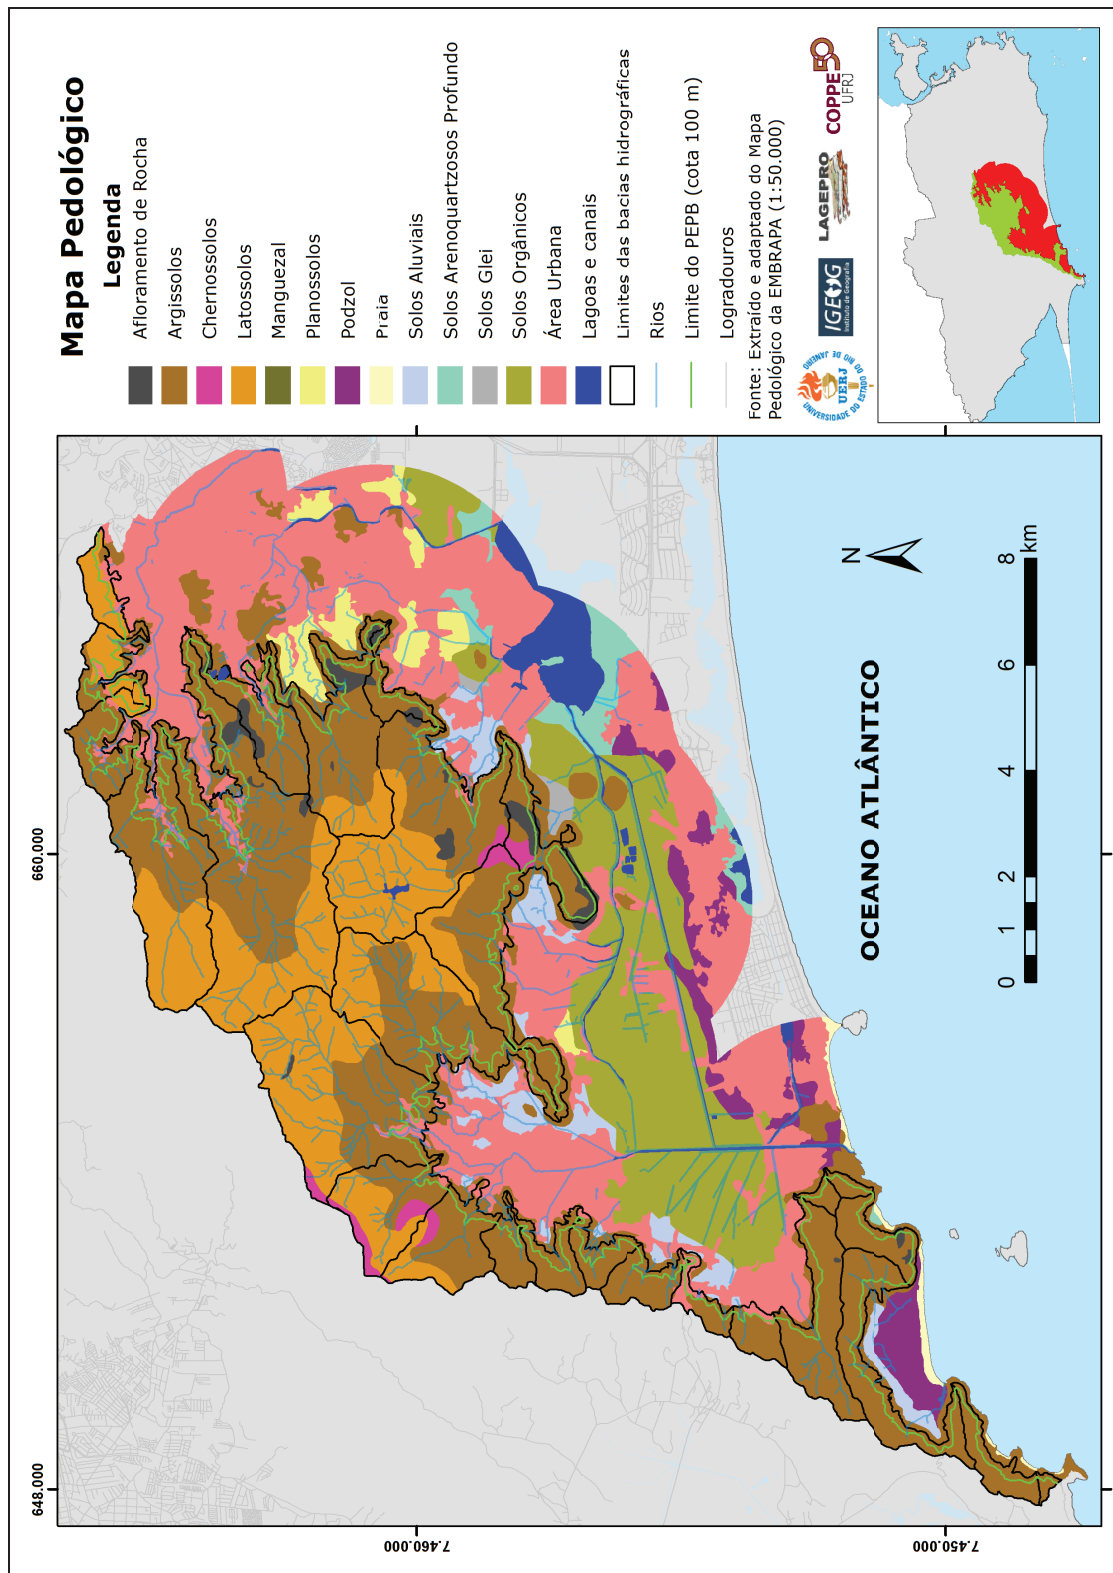 Mapa Pedológico
Legenda
Afloramento de Rocha
Argissolos
Chernossolos
Latossolos
Manguezal
Planossolos
Podzol
Praia
Solos Aluviais
Solos Arenoquartzosos Profundo
Solos Glei
Solos Orgânicos
Área Urbana
Lagoas e canais
Limites das bacias hidrográficas
Rios
Limite do PEPB (cota 100 m)
Logradouros
Fonte: Extraído e adaptado do Mapa
Pedológico da EMBRAPA (1:50.000)
UERJ
UNIVERSIDADE DO ESTADO DO RIO DE JANEIRO
IGEOG
Instituto de Geografia
LAGEPRO
COPPE 50
UFRJ
648.000
660.000
7.460.000
7.450.000
OCEANO ATLÂNTICO
N
0 1 2 4 6 8 km